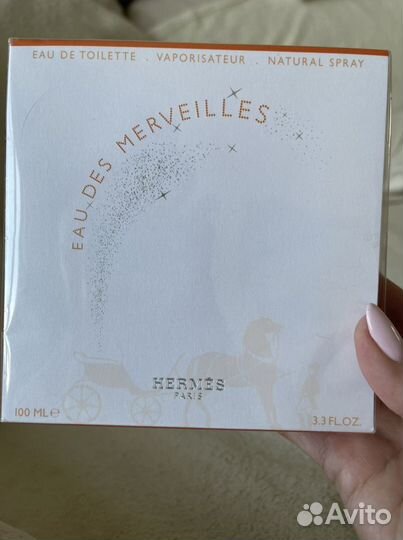 EAU DE TOILETTE . VAPORISATEUR . NATURAL SPRAY
EAU DES MERVEILLES
HERMÈS
PARIS
100 ML e
3.3 FL.OZ.
Avito